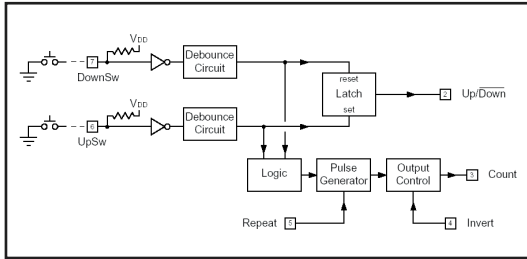 VDD
7
DownSw
Debounce
Circuit
VDD
6
UpSw
Debounce
Circuit
reset
Latch
set
2 Up/Down
Logic
Pulse
Generator
Output
Control
3 Count
Repeat 5
4 Invert